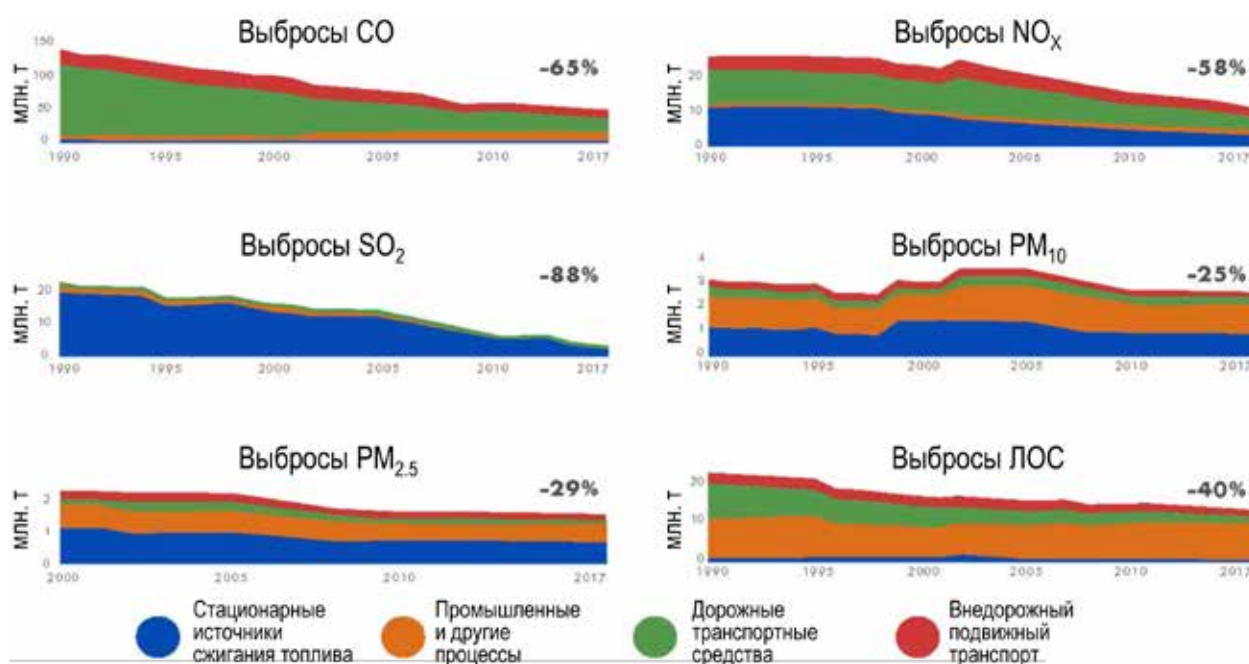 Выбросы CO
млн. т
150
100
50
0
-65%
1990 1995 2000 2005 2010 2017
Выбросы NOX
млн. т
20
10
0
-58%
1990 1995 2000 2005 2010 2017
Выбросы SO2
млн. т
20
10
0
-88%
1990 1995 2000 2005 2010 2017
Выбросы PM10
млн. т
4
3
2
1
0
-25%
1990 1995 2000 2005 2010 2017
Выбросы PM2.5
млн. т
2
1
0
-29%
2000 2005 2010 2017
Выбросы ЛОС
млн. т
20
10
0
-40%
1990 1995 2000 2005 2010 2017
Стационарные
источники
сжигания топлива
Промышленные
и другие
процессы
Дорожные
транспортные
средства
Внедорожный
подвижный
транспорт.